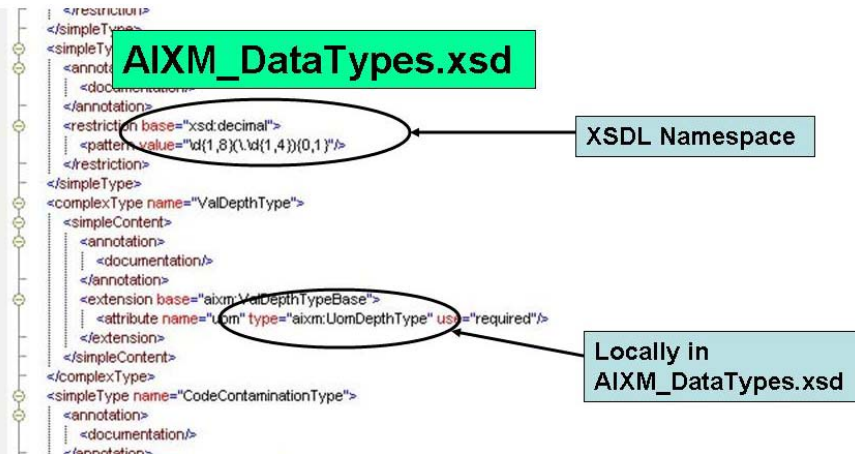 </restriction>
</simpleType>
<simpleTy
AIXM_DataTypes.xsd
<annota
<docum
</annotation>
<restriction base="xsd:decimal">
XSDL Namespace
<pattern value="\d{1,8}(\.\d{1,4}){0,1}"/>
</restriction>
</simpleType>
<complexType name="ValDepthType">
<simpleContent>
<annotation>
<documentation/>
</annotation>
<extension base="aixm:ValDepthTypeBase">
<attribute name="uom" type="aixm:UomDepthType" use="required"/>
</extension>
</simpleContent>
Locally in
AIXM_DataTypes.xsd
</complexType>
<simpleType name="CodeContaminationType">
<annotation>
<documentation/>
</annotation>